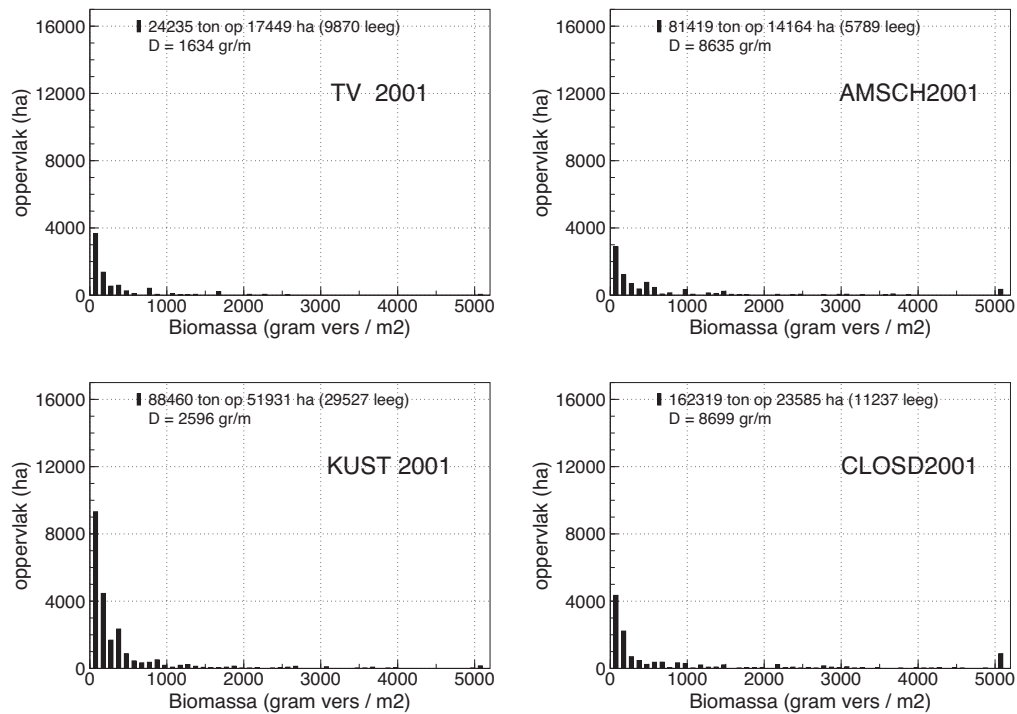 24235 ton op 17449 ha (9870 leeg)
D = 1634 gr/m
TV 2001
16000
12000
8000
4000
0
oppervlak (ha)
0 1000 2000 3000 4000 5000
Biomassa (gram vers / m2)
81419 ton op 14164 ha (5789 leeg)
D = 8635 gr/m
AMSCH2001
16000
12000
8000
4000
0
oppervlak (ha)
0 1000 2000 3000 4000 5000
Biomassa (gram vers / m2)
88460 ton op 51931 ha (29527 leeg)
D = 2596 gr/m
KUST 2001
16000
12000
8000
4000
0
oppervlak (ha)
0 1000 2000 3000 4000 5000
Biomassa (gram vers / m2)
162319 ton op 23585 ha (11237 leeg)
D = 8699 gr/m
CLOSD2001
16000
12000
8000
4000
0
oppervlak (ha)
0 1000 2000 3000 4000 5000
Biomassa (gram vers / m2)